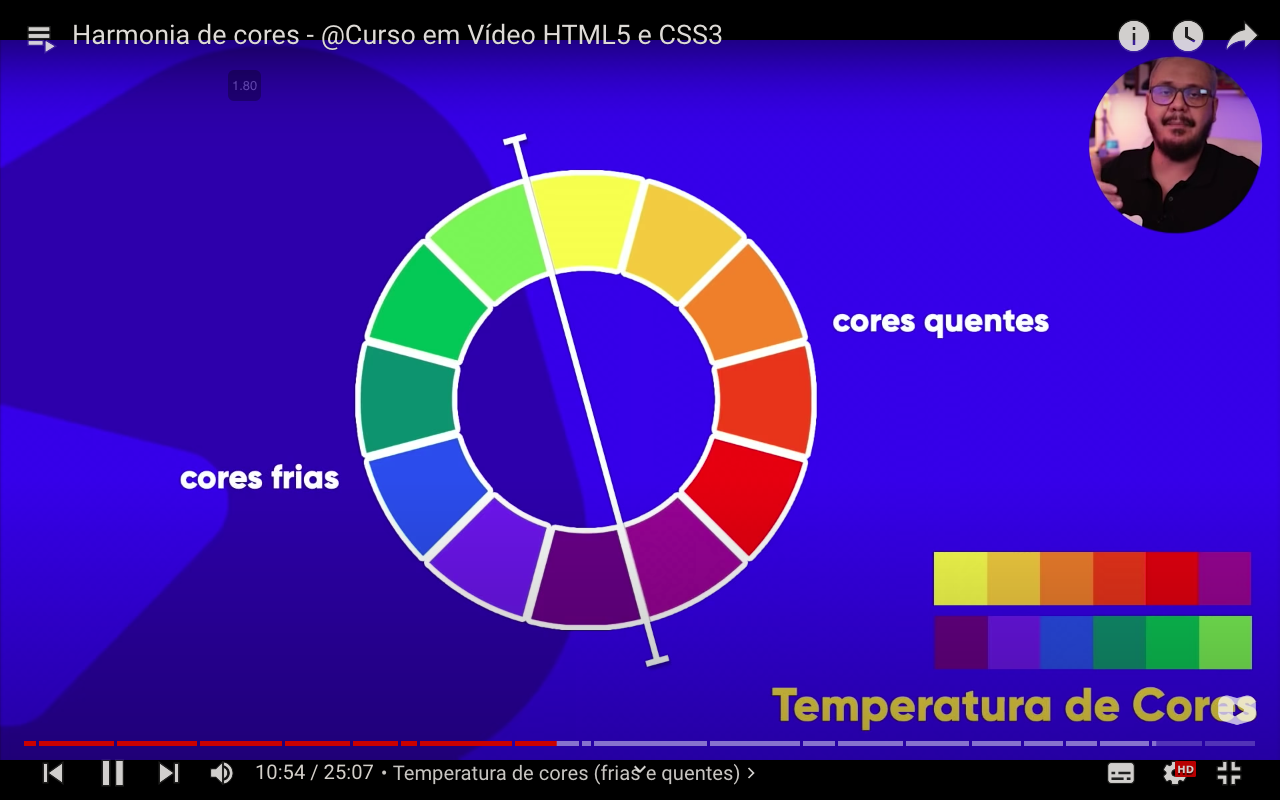 Harmonia de cores - @Curso em Vídeo HTML5 e CSS3
1.80
cores quentes
cores frias
Temperatura de Cores
10:54 / 25:07 • Temperatura de cores (frias e quentes)
HD